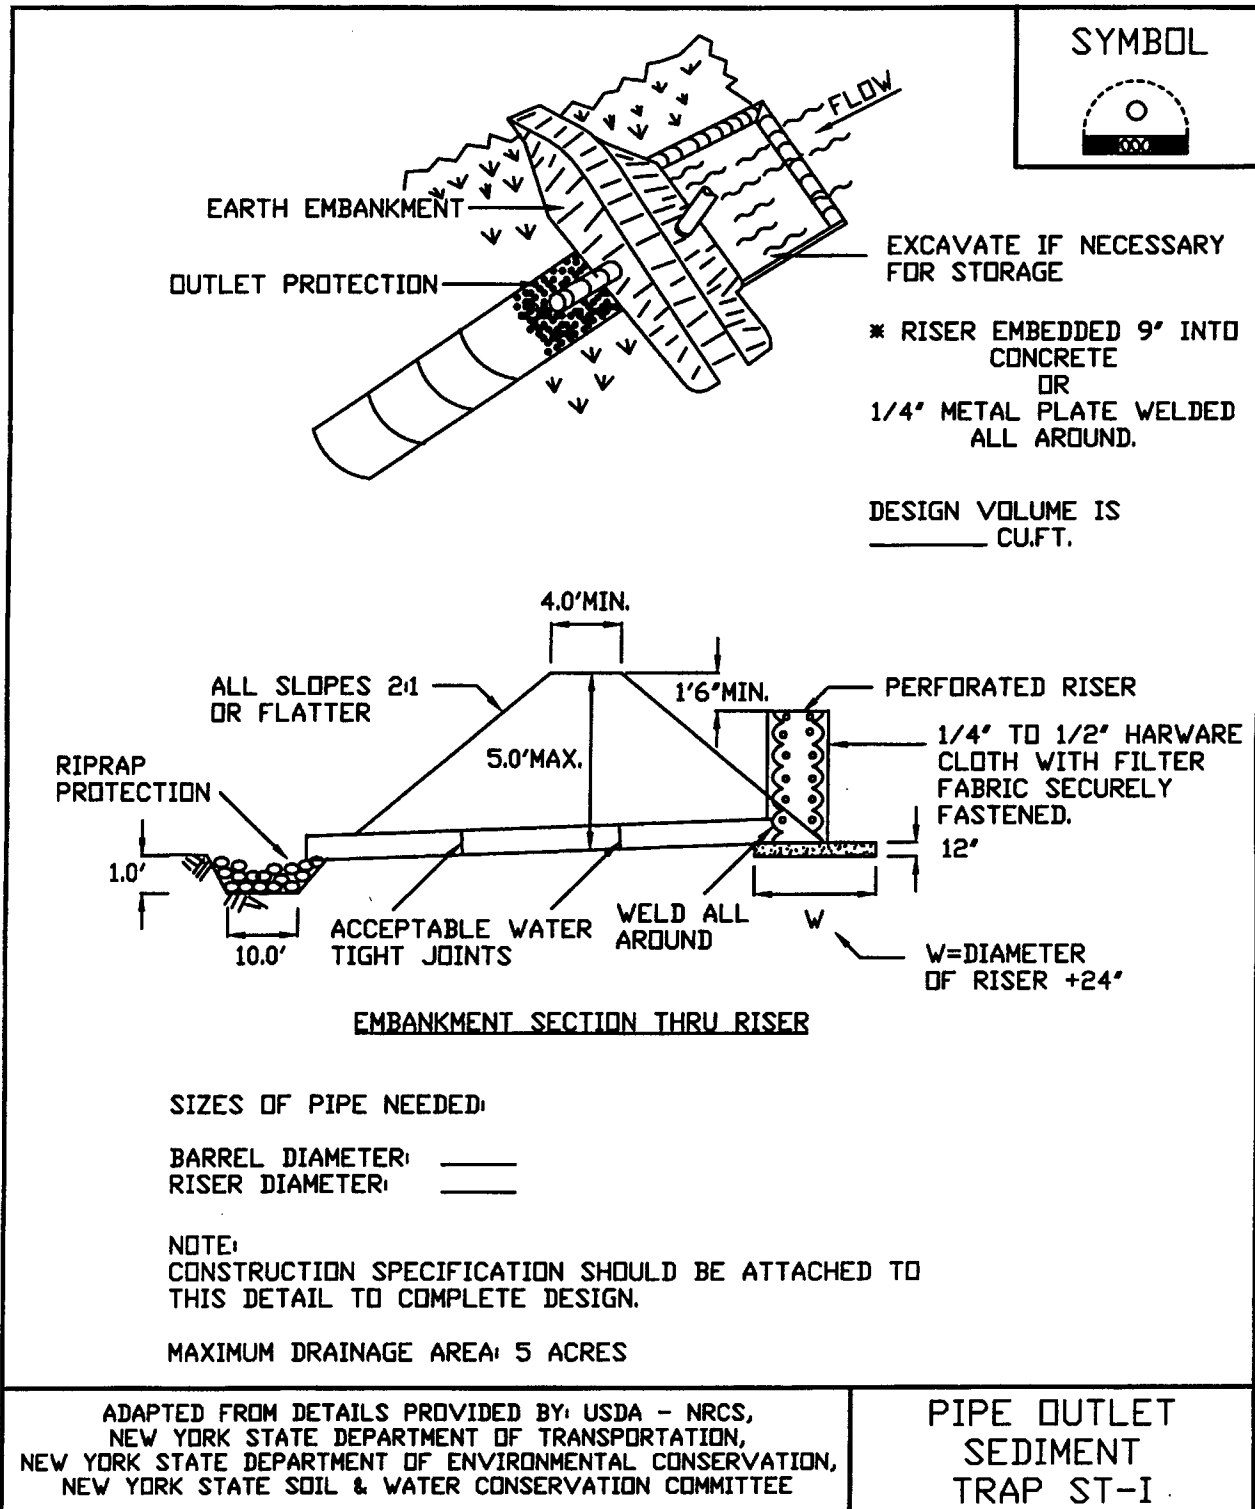 SYMBOL
FLOW
EARTH EMBANKMENT
OUTLET PROTECTION
EXCAVATE IF NECESSARY
FOR STORAGE
* RISER EMBEDDED 9" INTO
CONCRETE
OR
1/4" METAL PLATE WELDED
ALL AROUND.
DESIGN VOLUME IS
______ CU.FT.
4.0'MIN.
ALL SLOPES 2:1
OR FLATTER
1'6"MIN.
PERFORATED RISER
5.0'MAX.
1/4" TO 1/2" HARWARE
CLOTH WITH FILTER
FABRIC SECURELY
FASTENED.
RIPRAP
PROTECTION
1.0'
12"
10.0'
ACCEPTABLE WATER
TIGHT JOINTS
WELD ALL
AROUND
W
W=DIAMETER
OF RISER +24"
EMBANKMENT SECTION THRU RISER
SIZES OF PIPE NEEDED:
BARREL DIAMETER: ____
RISER DIAMETER: ____
NOTE:
CONSTRUCTION SPECIFICATION SHOULD BE ATTACHED TO
THIS DETAIL TO COMPLETE DESIGN.
MAXIMUM DRAINAGE AREA: 5 ACRES
ADAPTED FROM DETAILS PROVIDED BY: USDA - NRCS,
NEW YORK STATE DEPARTMENT OF TRANSPORTATION,
NEW YORK STATE DEPARTMENT OF ENVIRONMENTAL CONSERVATION,
NEW YORK STATE SOIL & WATER CONSERVATION COMMITTEE
PIPE OUTLET
SEDIMENT
TRAP ST-I